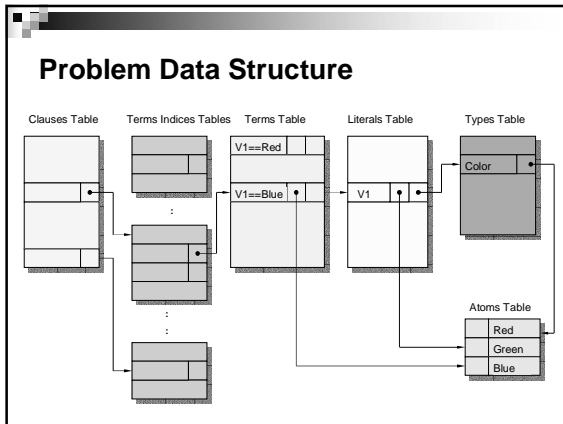 Problem Data Structure
Clauses Table Terms Indices Tables Terms Table Literals Table Types Table
V1==Red
Color
V1==Blue V1
:
:
:
Atoms Table
Red
Green
Blue